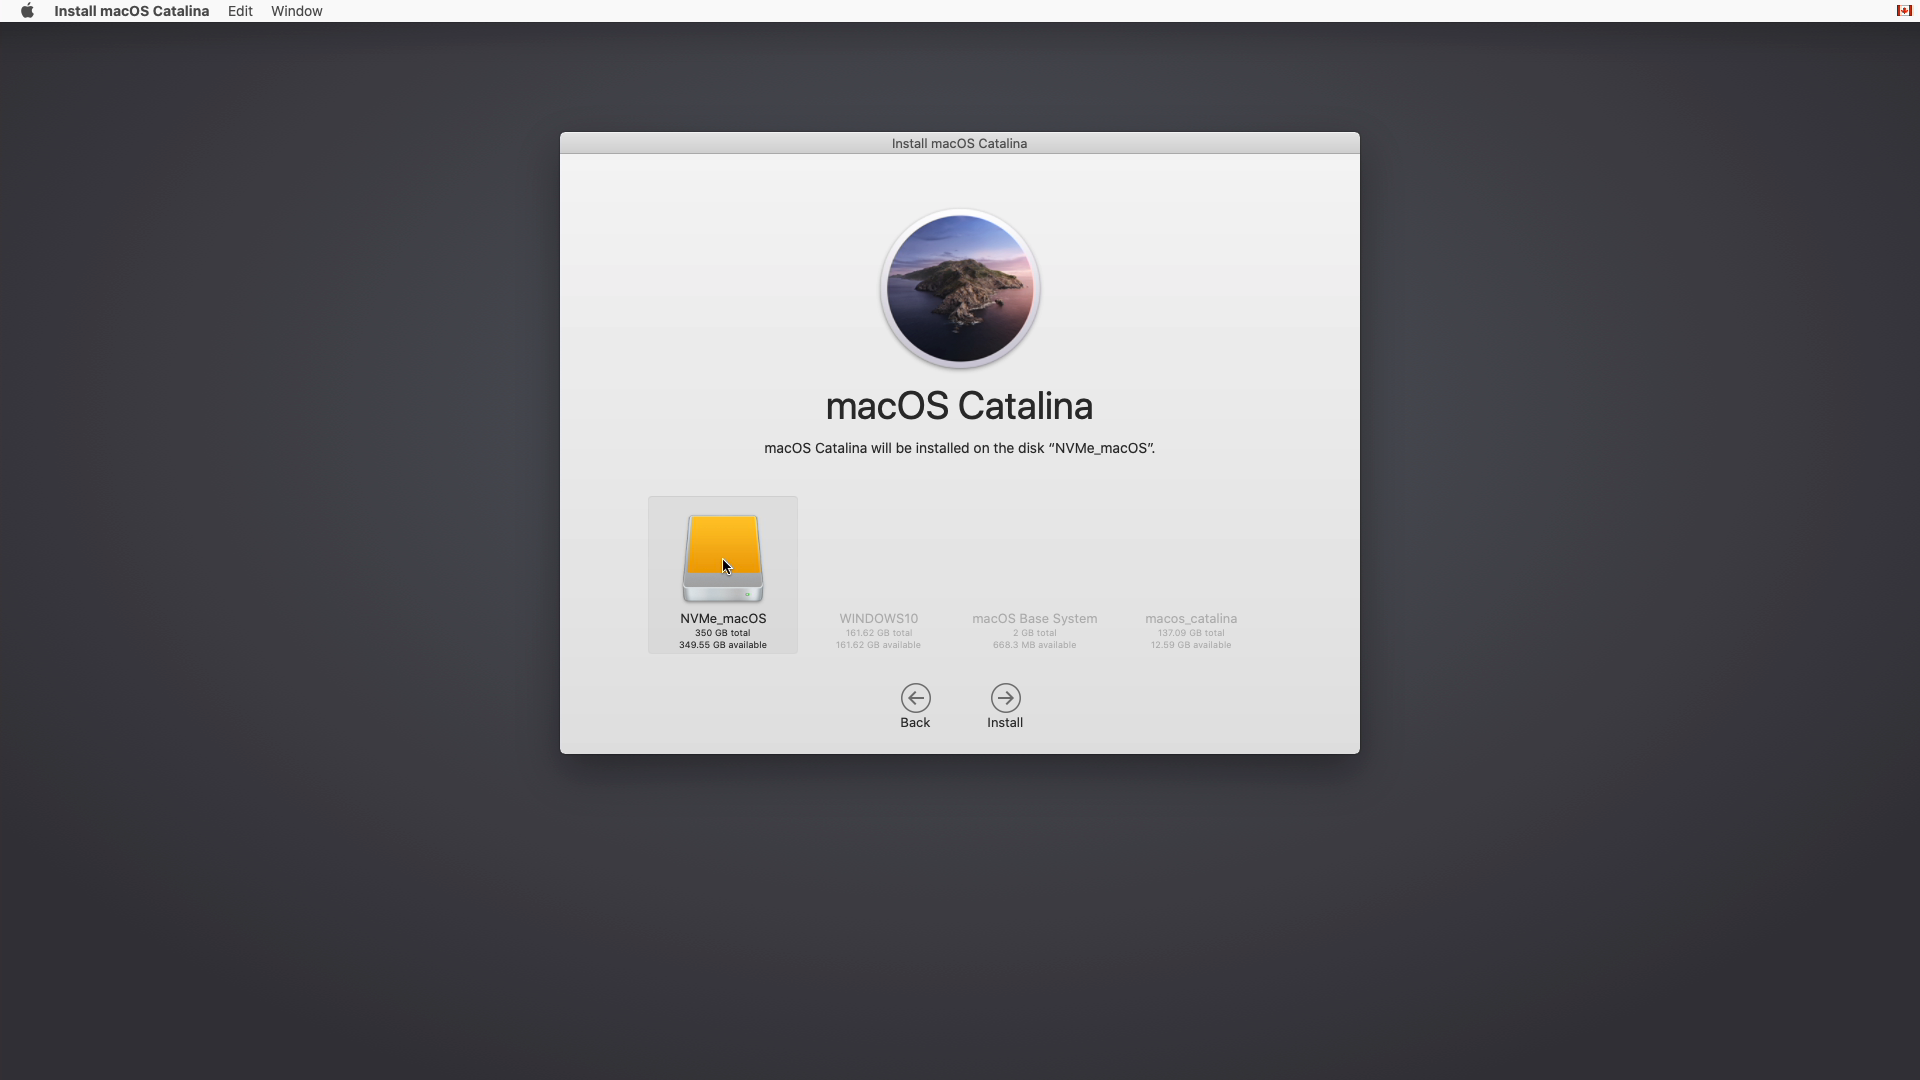 Install macOS Catalina Edit Window
Install macOS Catalina
macOS Catalina
macOS Catalina will be installed on the disk “NVMe_macOS”.
NVMe_macOS
350 GB total
349.55 GB available
WINDOWS10
161.62 GB total
161.62 GB available
macOS Base System
2 GB total
668.3 MB available
macos_catalina
137.09 GB total
12.59 GB available
Back
Install